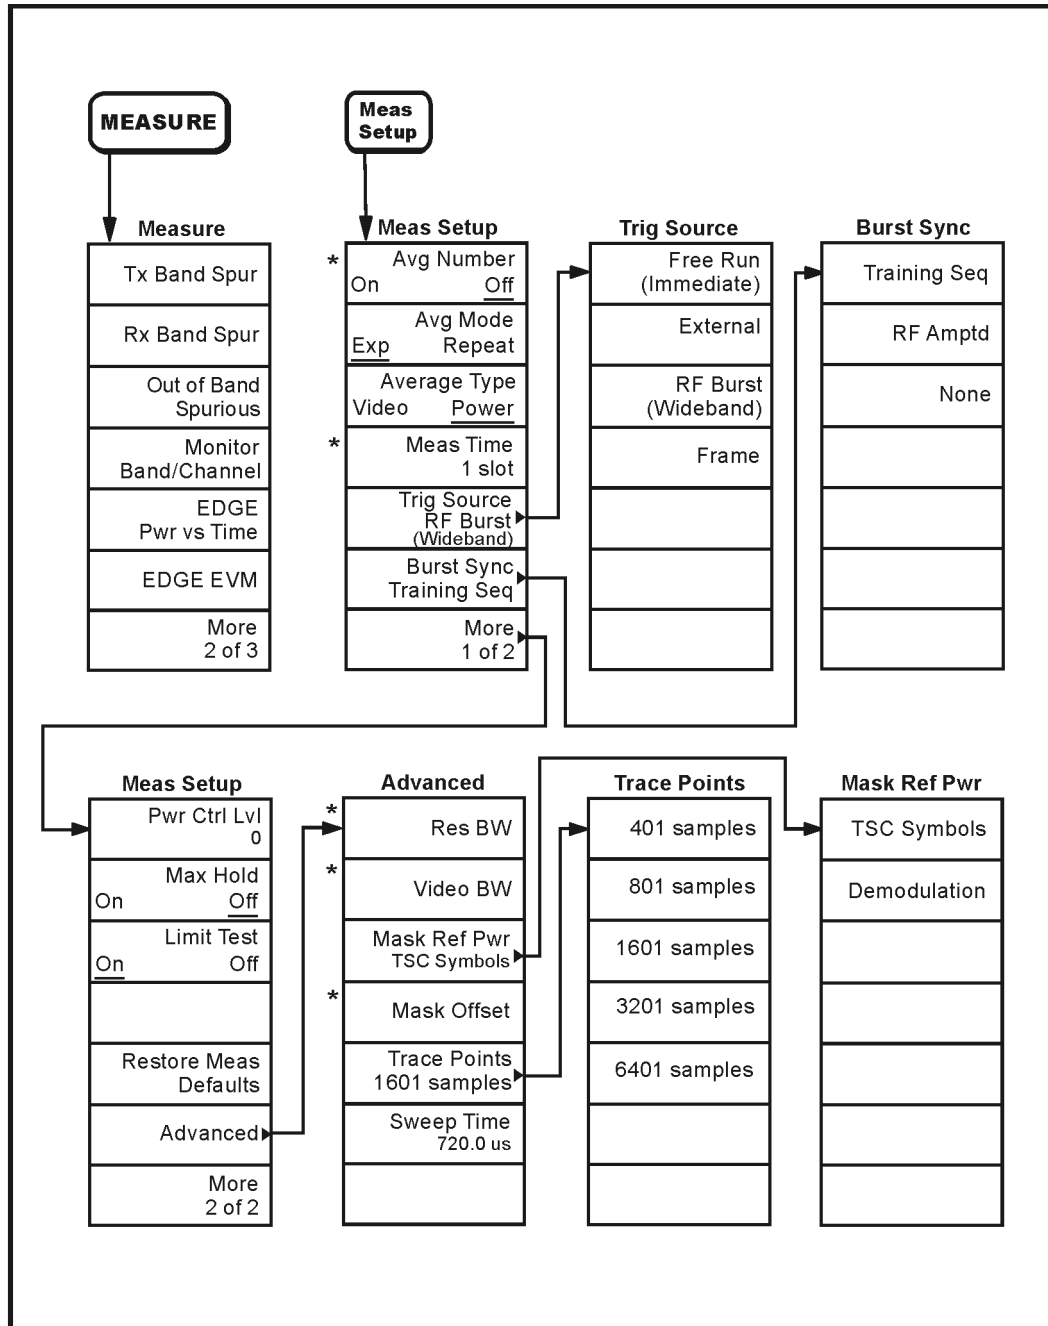 MEASURE
Meas
Setup
Measure
Tx Band Spur
Rx Band Spur
Out of Band
Spurious
Monitor
Band/Channel
EDGE
Pwr vs Time
EDGE EVM
More
2 of 3
Meas Setup
* Avg Number
On Off
Avg Mode
Exp Repeat
Average Type
Video Power
* Meas Time
1 slot
Trig Source
RF Burst
(Wideband)
Burst Sync
Training Seq
More
1 of 2
Trig Source
Free Run
(Immediate)
External
RF Burst
(Wideband)
Frame
Burst Sync
Training Seq
RF Amptd
None
Meas Setup
Pwr Ctrl Lvl
0
Max Hold
On Off
Limit Test
On Off
Restore Meas
Defaults
Advanced
More
2 of 2
Advanced
* Res BW
* Video BW
Mask Ref Pwr
TSC Symbols
* Mask Offset
Trace Points
1601 samples
Sweep Time
720.0 us
Trace Points
401 samples
801 samples
1601 samples
3201 samples
6401 samples
Mask Ref Pwr
TSC Symbols
Demodulation